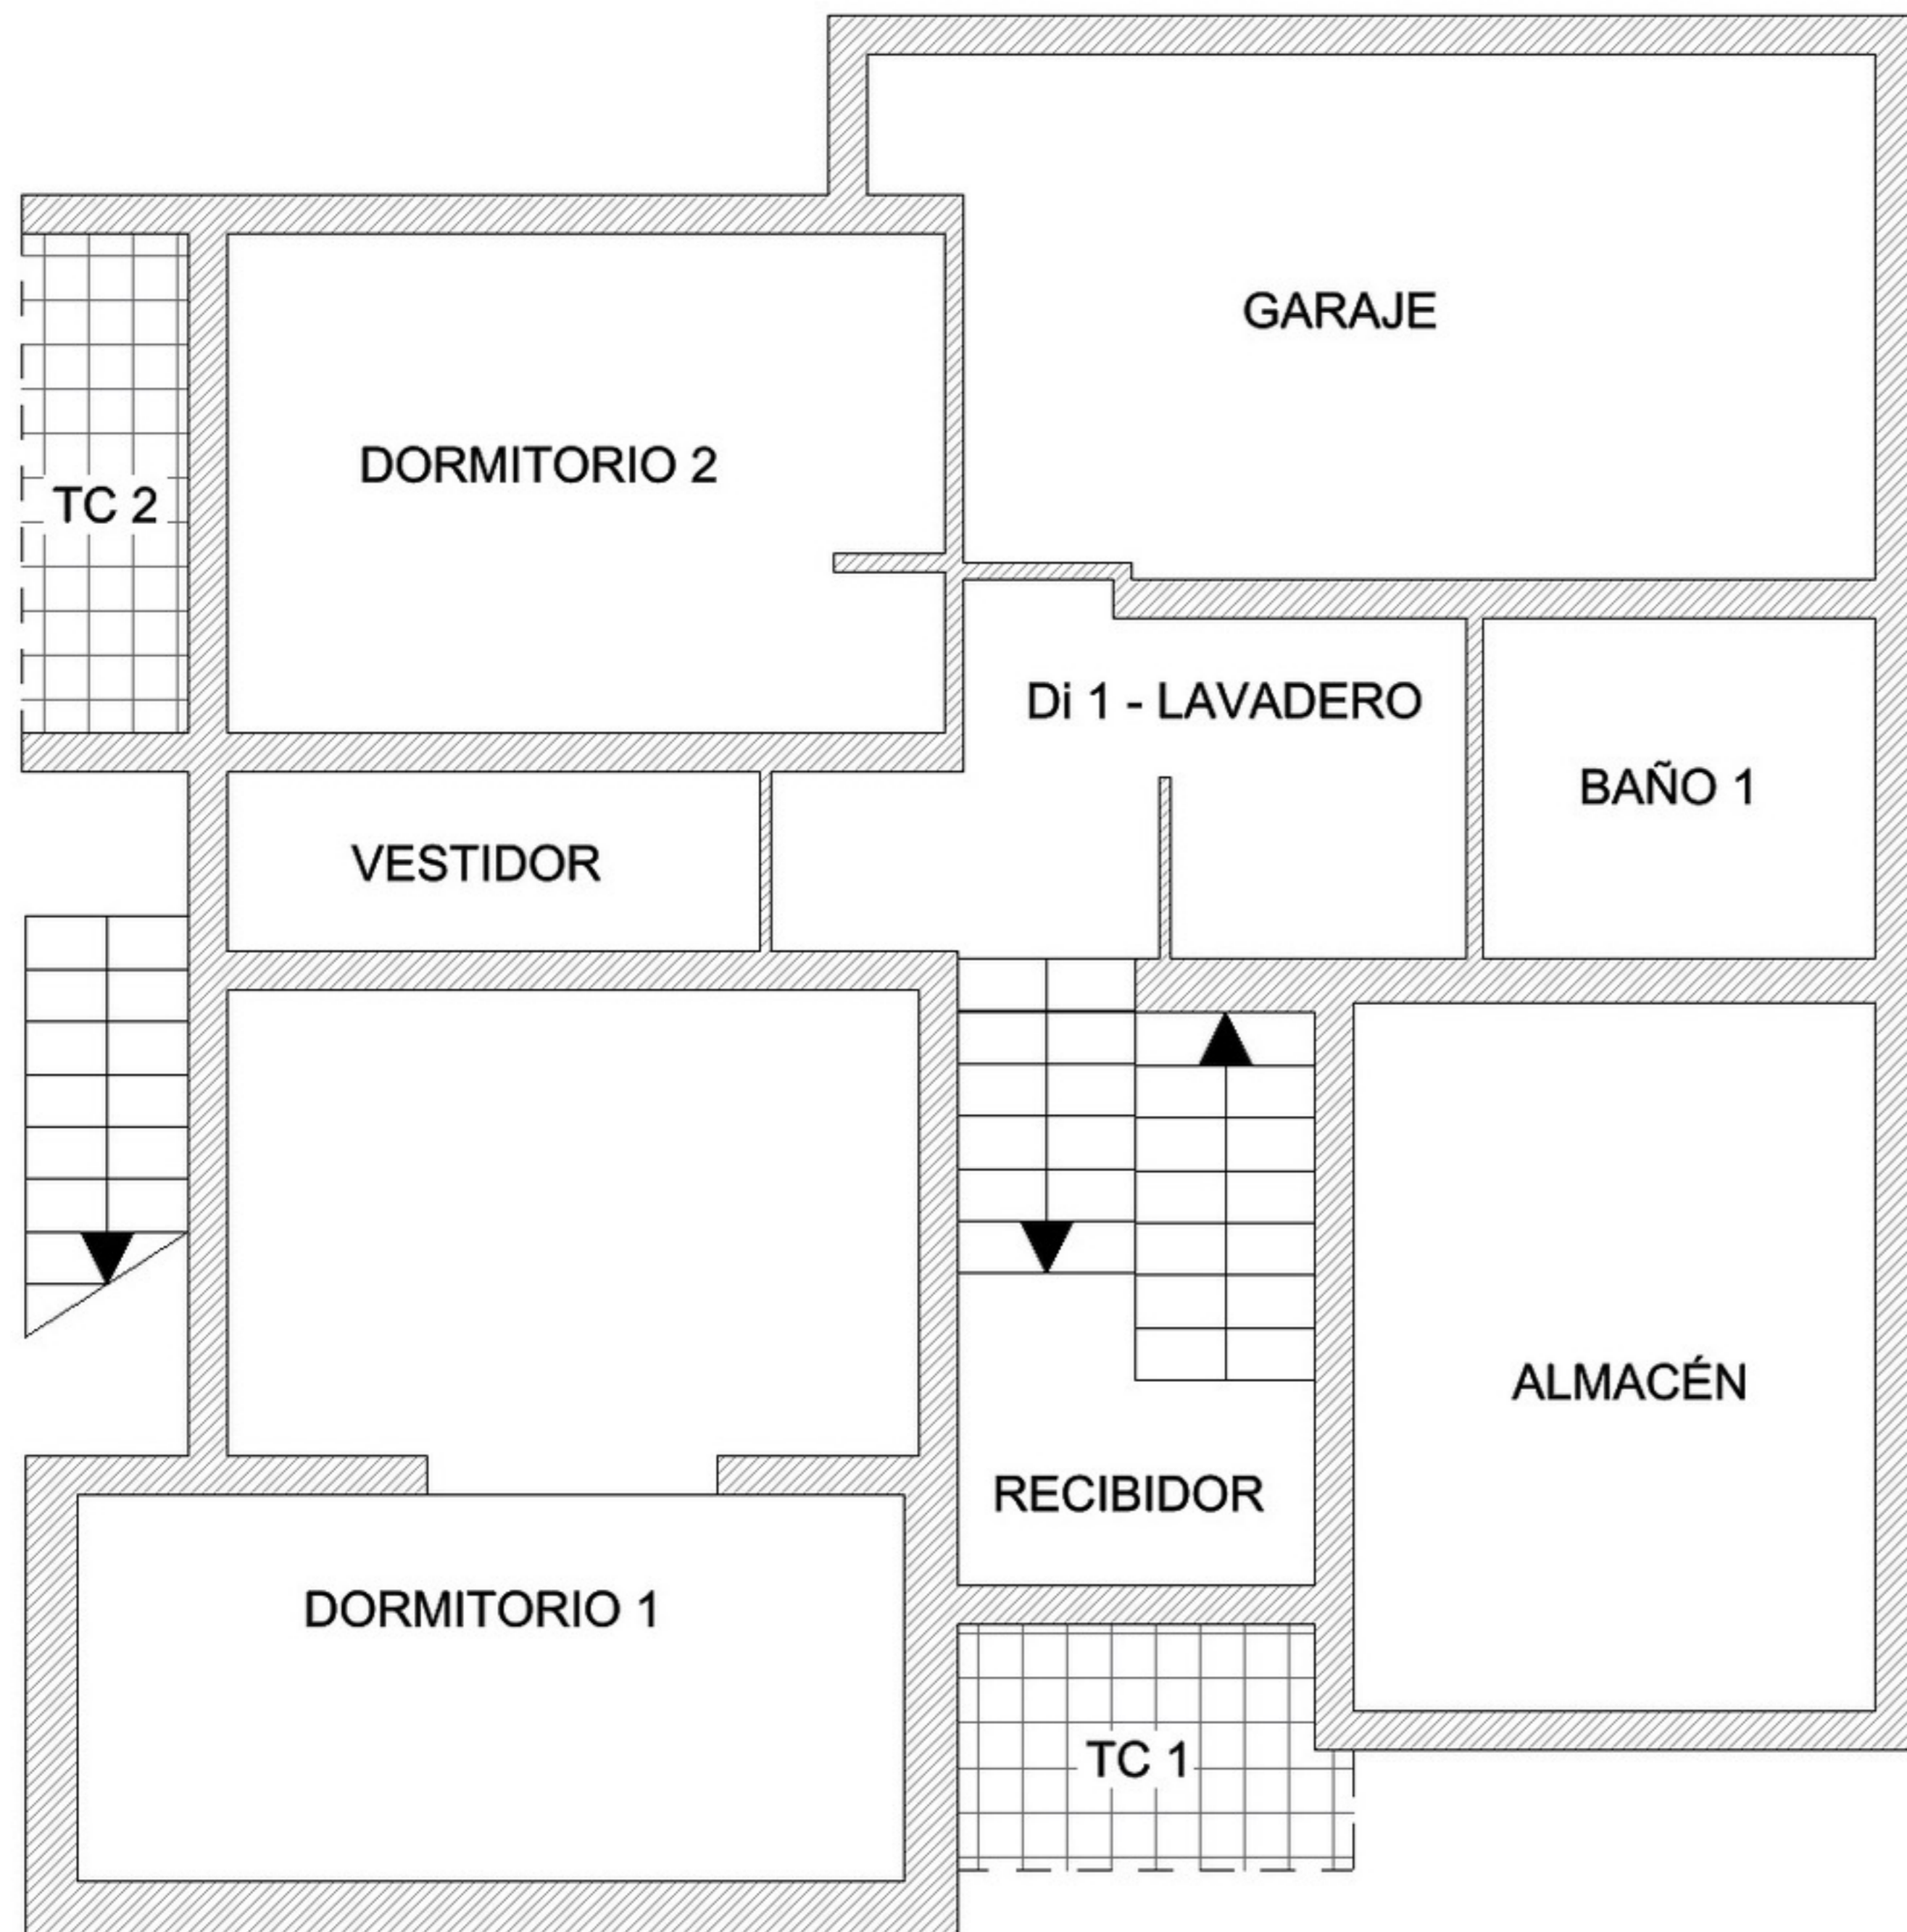 GARAJE
DORMITORIO 2
TC 2
Di 1 - LAVADERO
BAÑO 1
VESTIDOR
ALMACÉN
RECIBIDOR
DORMITORIO 1
TC 1